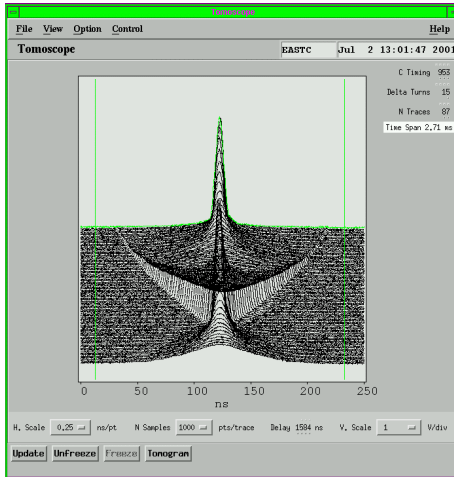 Tomoscope
File View Option Control Help
Tomoscope EASTC Jul 2 13:01:47 2001
C Timing 953
Delta Turns 15
N Traces 87
Time Span 2.71 ms
0 50 100 150 200 250
ns
H. Scale 0.25 ns/pt N Samples 1000 pts/trace Delay 1584 ns V. Scale 1 V/div
Update Unfreeze Freeze Tomogram